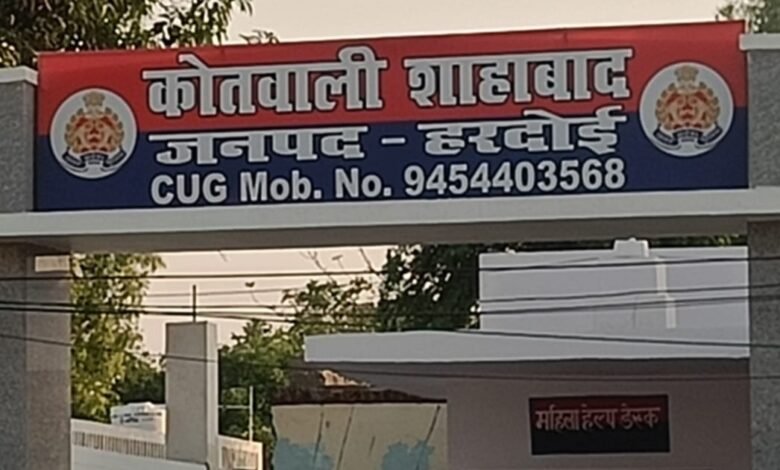 कोतवाली शाहाबाद
जनपद - हरदोई
CUG Mob. No. 9454403568
महिला हेल्प डेस्क